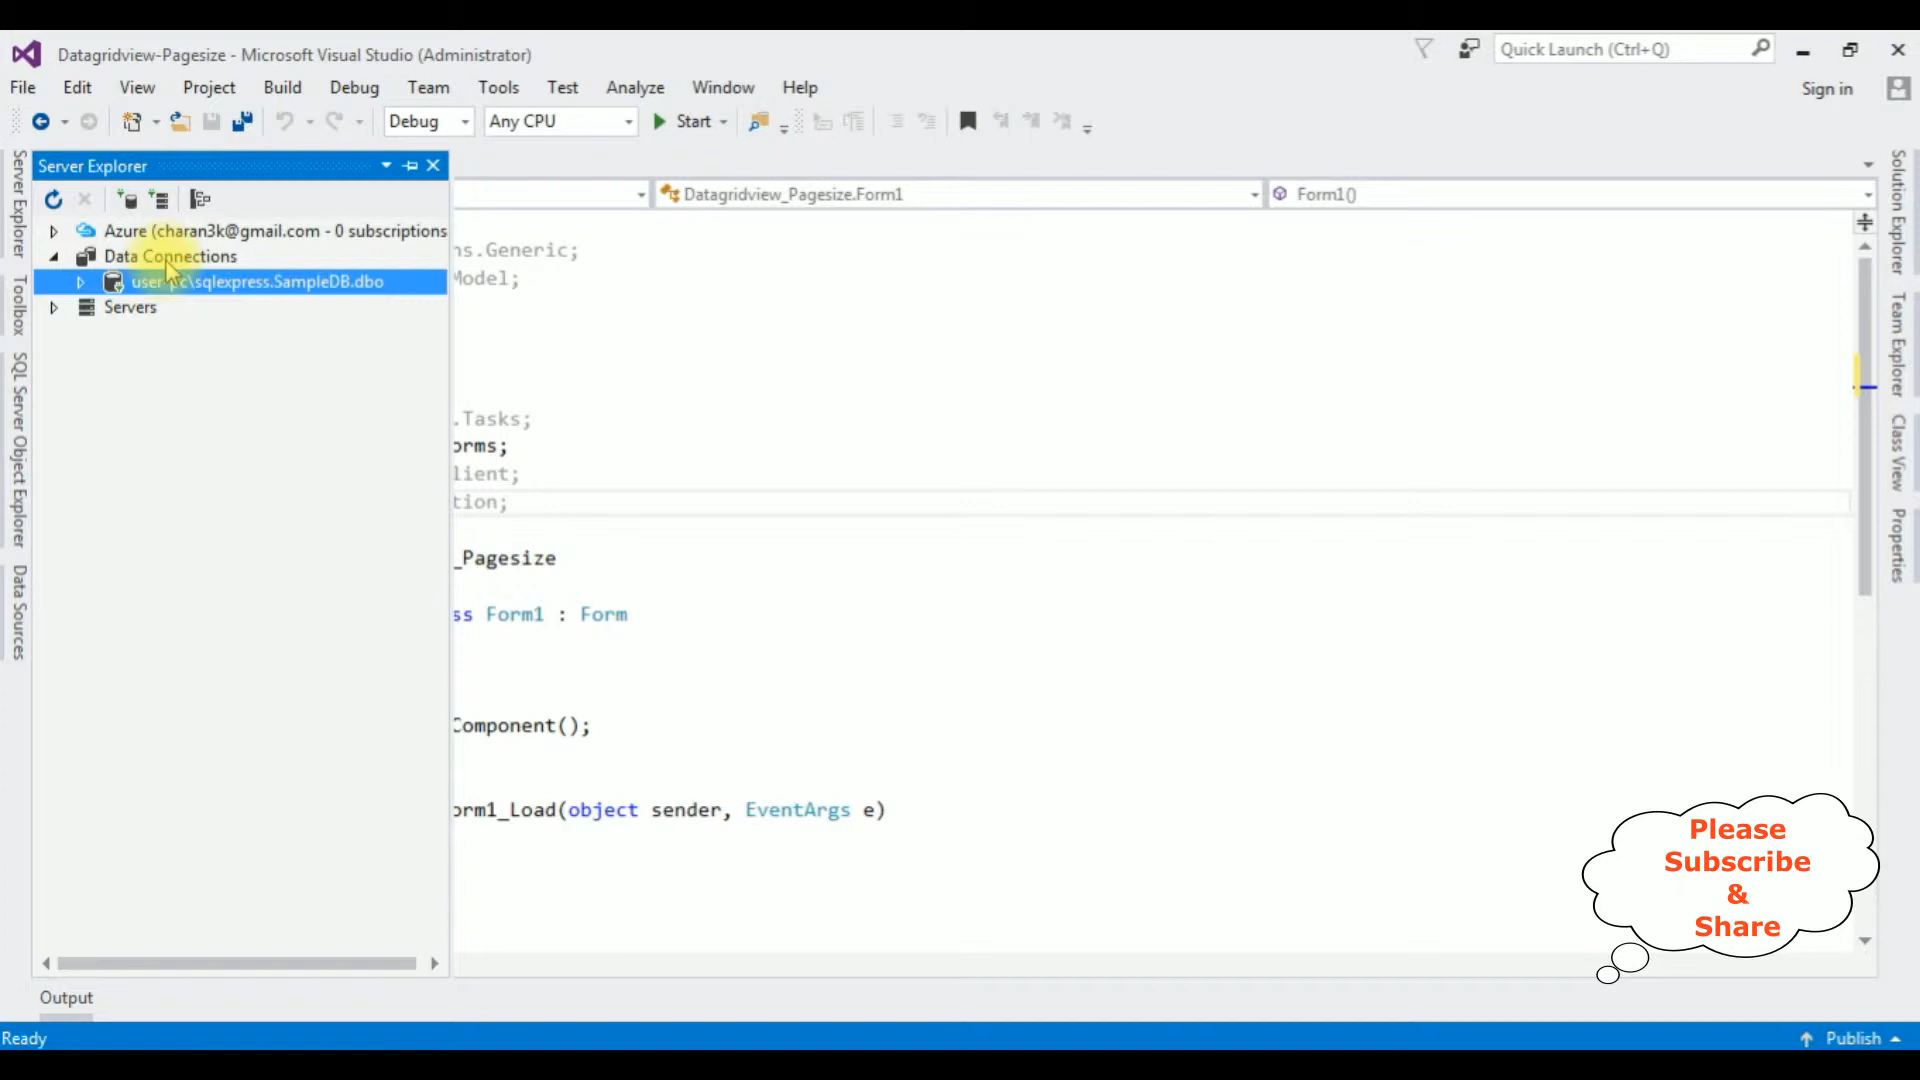 Datagridview-Pagesize - Microsoft Visual Studio (Administrator)
Quick Launch (Ctrl+Q)
File Edit View Project Build Debug Team Tools Test Analyze Window Help
Sign in
Debug Any CPU Start
Server Explorer
Toolbox
SQL Server Object Explorer
Data Sources
Server Explorer
Azure (charan3k@gmail.com - 0 subscriptions
Data Connections
sqlexpress.SampleDB.dbo
Servers
Datagridview_Pagesize.Form1
Form1()
ns.Generic;
Model;
.Tasks;
orms;
lient;
tion;
_Pagesize
ss Form1 : Form
Component();
orm1_Load(object sender, EventArgs e)
Solution Explorer
Team Explorer
Class View
Properties
Please
Subscribe
&
Share
Output
Ready
Publish